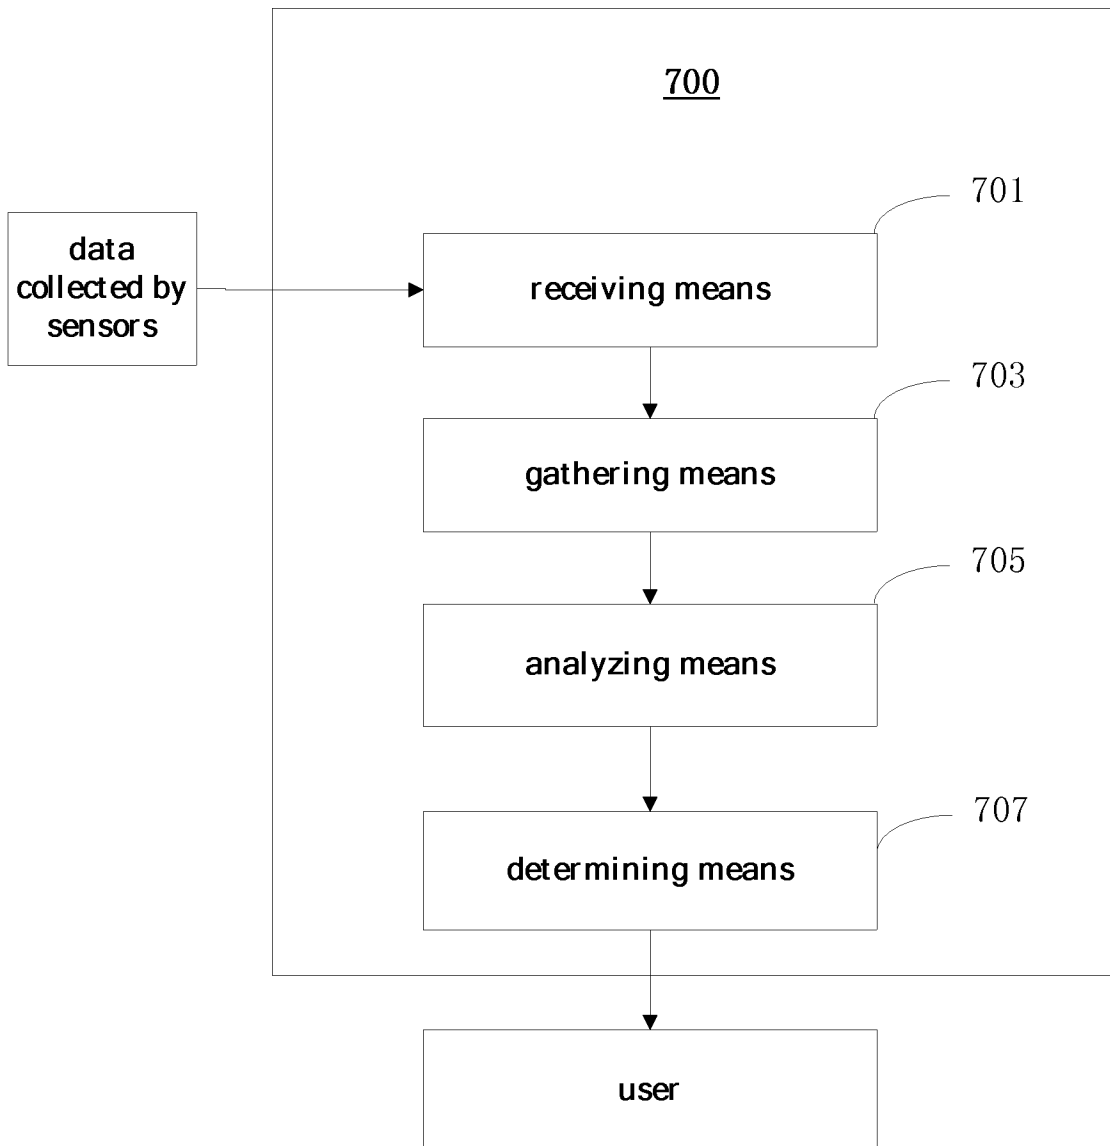 700
701
data
collected by
sensors
receiving means
703
gathering means
705
analyzing means
707
determining means
user